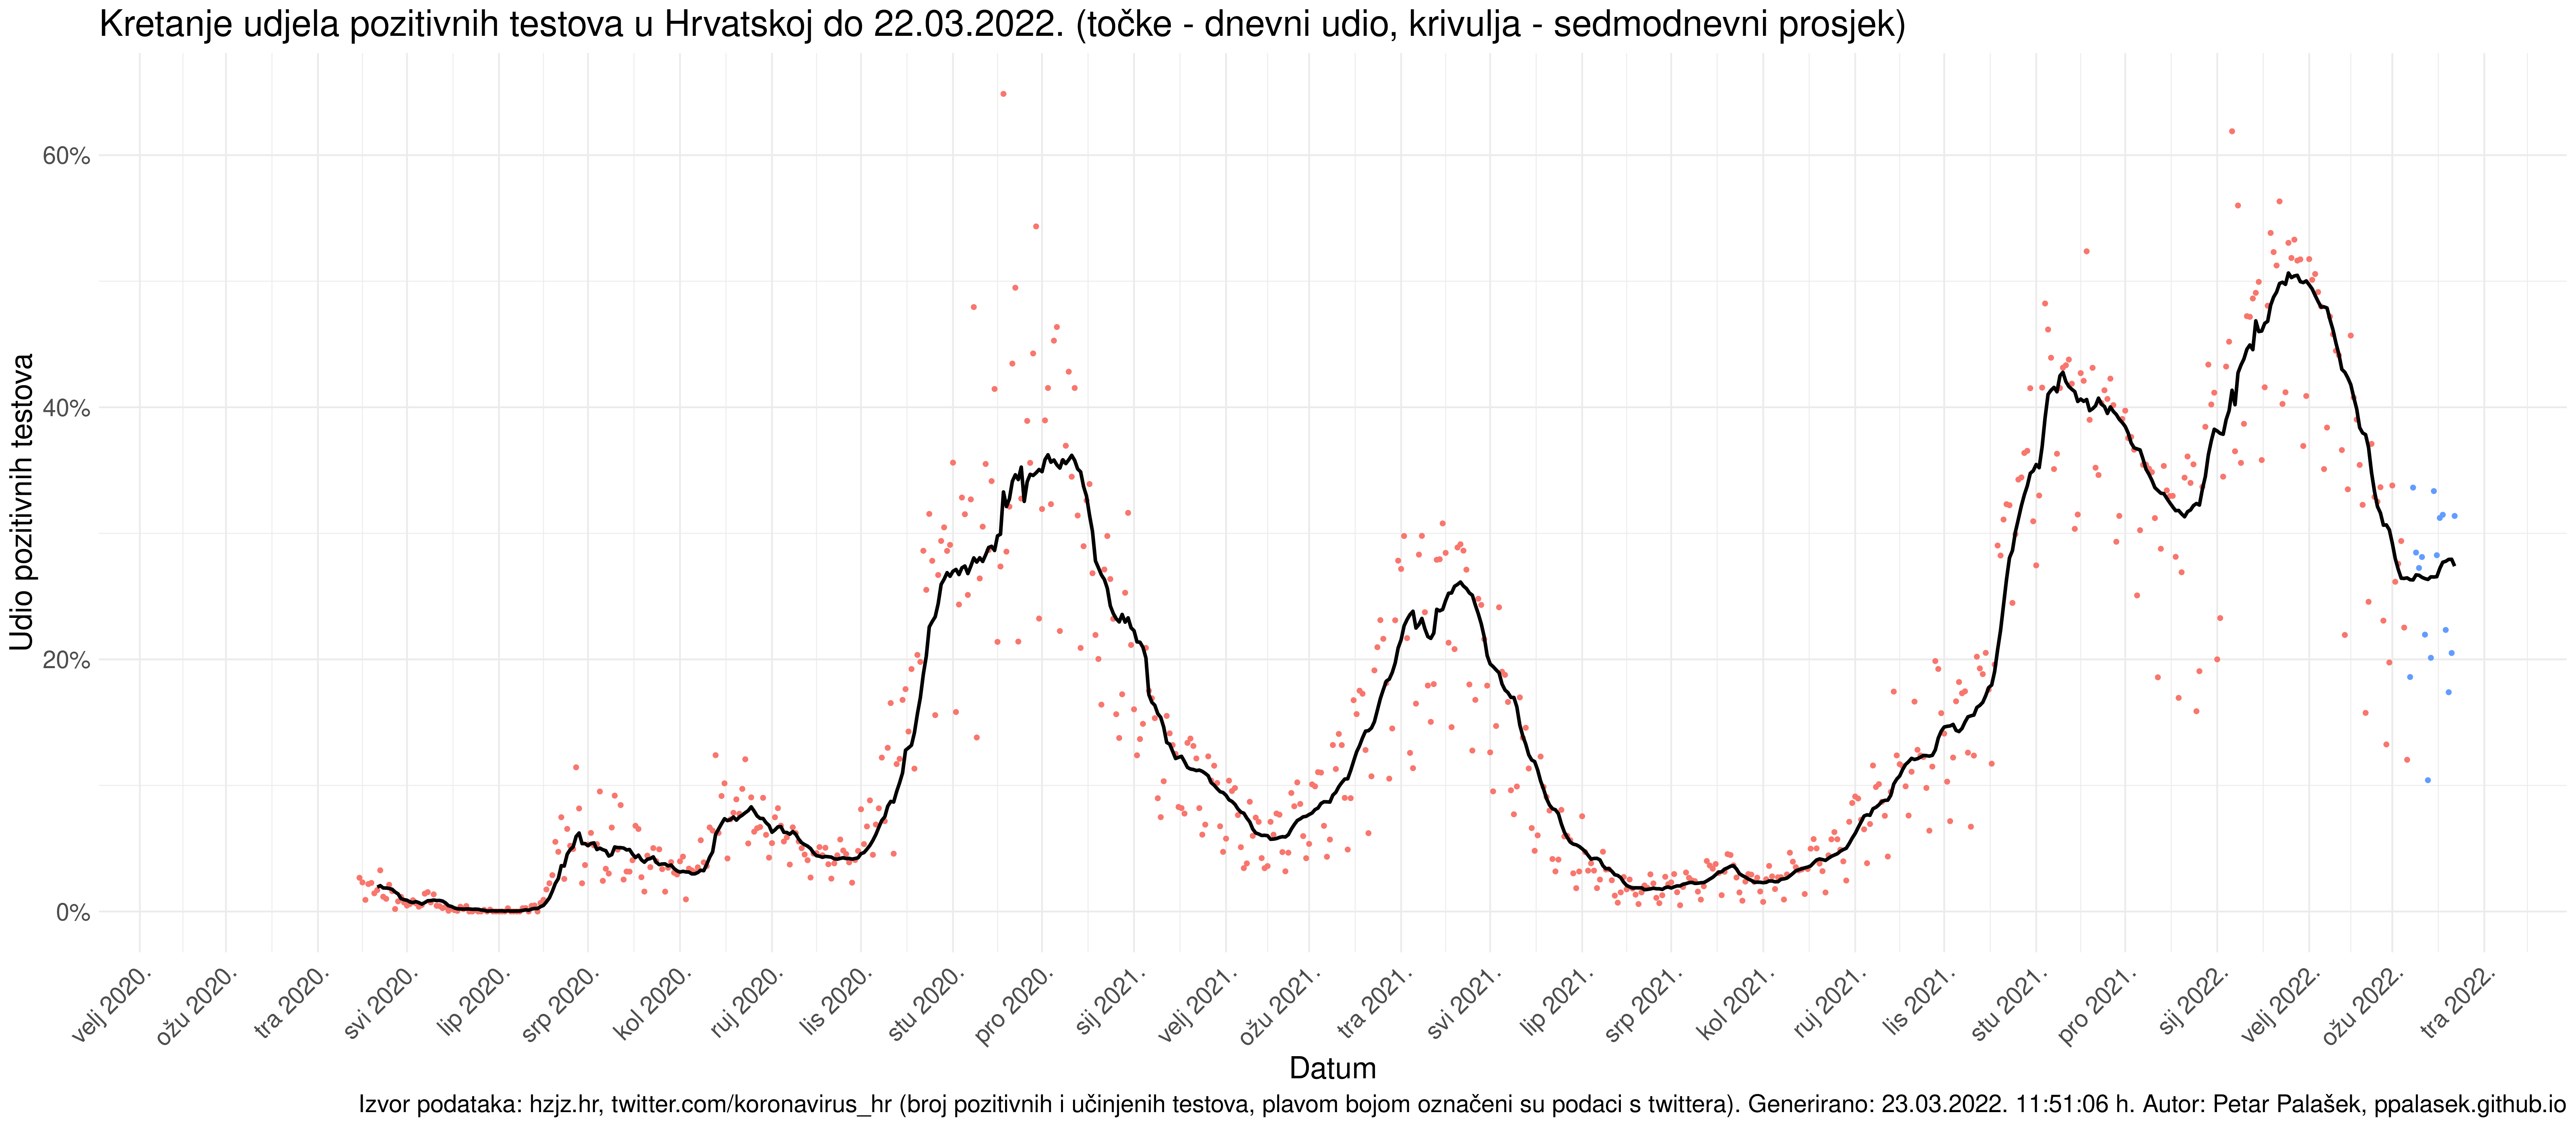 Kretanje udjela pozitivnih testova u Hrvatskoj do 22.03.2022. (točke - dnevni udio, krivulja - sedmodnevni prosjek)
Udio pozitivnih testova
60%
40%
20%
0%
velj 2020.
ožu 2020.
tra 2020.
svi 2020.
lip 2020.
srp 2020.
kol 2020.
ruj 2020.
lis 2020.
stu 2020.
pro 2020.
sij 2021.
velj 2021.
ožu 2021.
tra 2021.
svi 2021.
lip 2021.
srp 2021.
kol 2021.
ruj 2021.
lis 2021.
stu 2021.
pro 2021.
sij 2022.
velj 2022.
ožu 2022.
tra 2022.
Datum
Izvor podataka: hzjz.hr, twitter.com/koronavirus_hr (broj pozitivnih i učinjenih testova, plavom bojom označeni su podaci s twittera). Generirano: 23.03.2022. 11:51:06 h. Autor: Petar Palašek, ppalasek.github.io